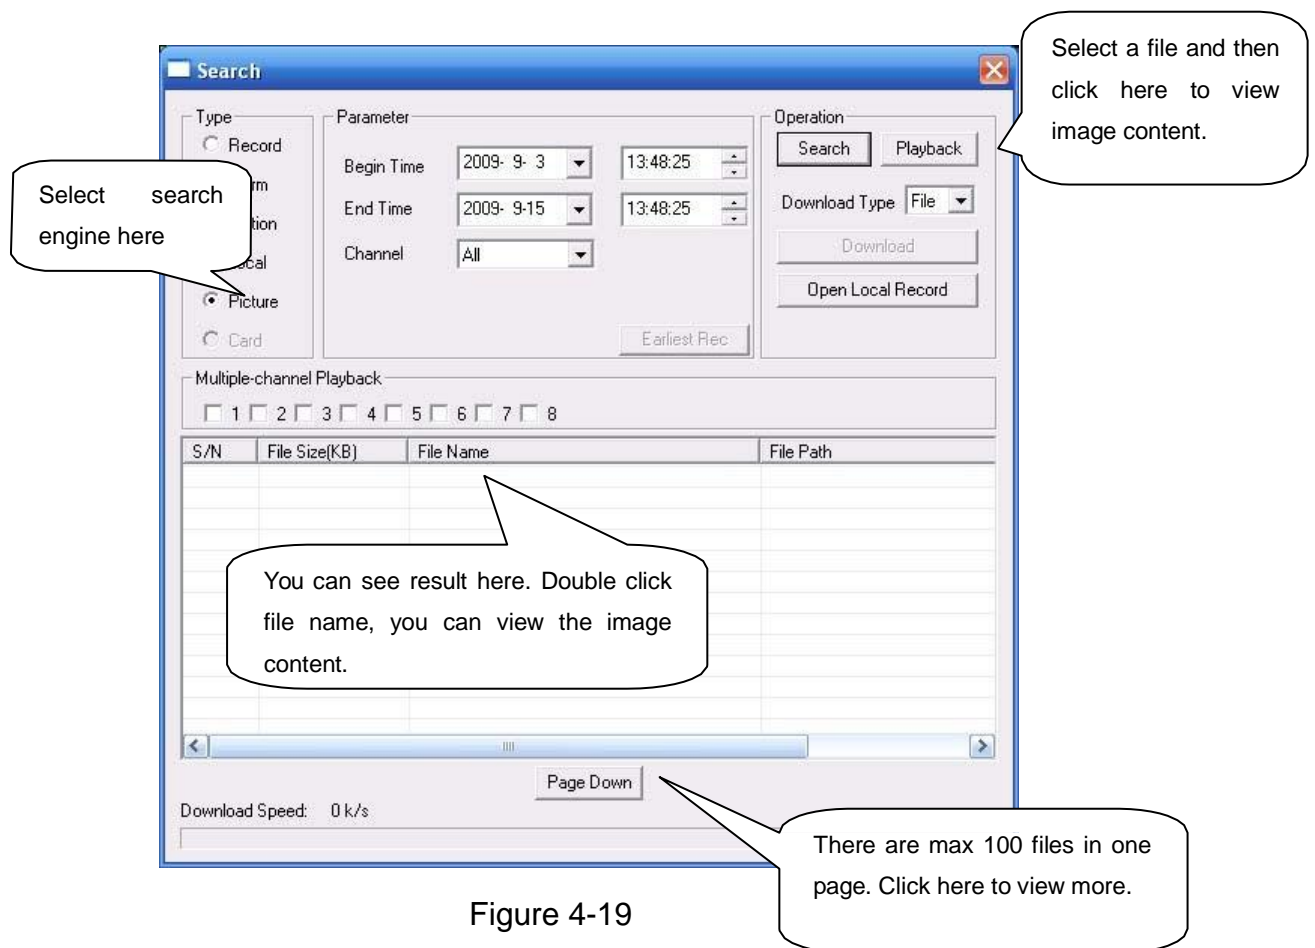 Search
Select a file and then
click here to view
image content.
Type
Record
Select search
engine here
Picture
Card
Parameter
Begin Time 2009- 9- 3 13:48:25
End Time 2009- 9-15 13:48:25
Channel All
Earliest Rec
Operation
Search Playback
Download Type File
Download
Open Local Record
Multiple-channel Playback
1 2 3 4 5 6 7 8
S/N File Size(KB) File Name File Path
You can see result here. Double click
file name, you can view the image
content.
Page Down
Download Speed: 0 k/s
There are max 100 files in one
page. Click here to view more.
Figure 4-19